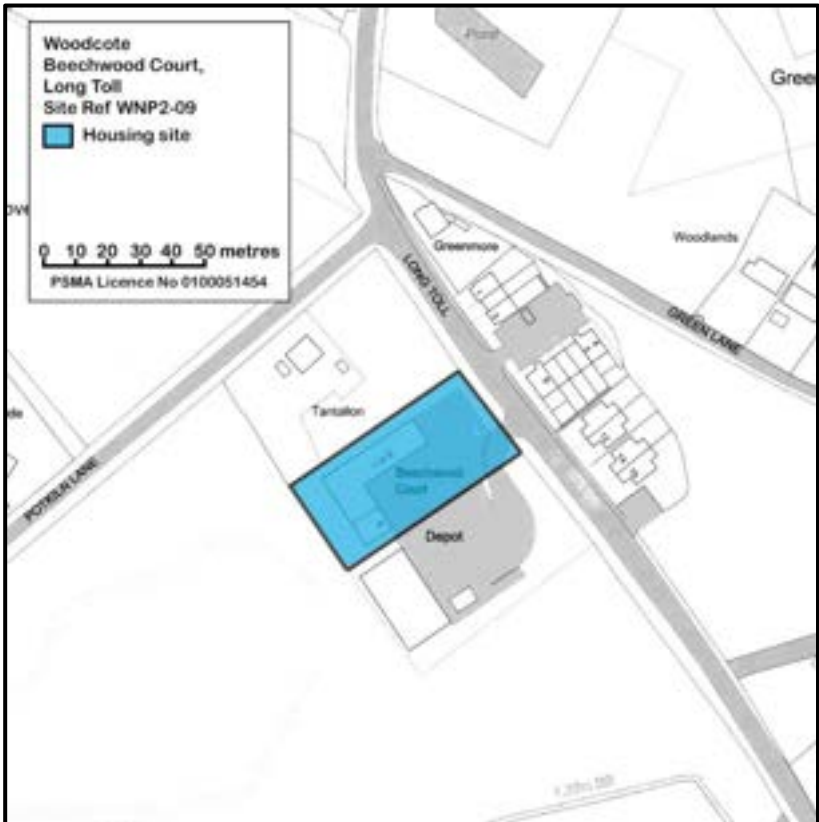 Woodcote
Beechwood Court,
Long Toll
Site Ref WNP2-09
Housing site
0 10 20 30 40 50 metres
PSMA Licence No 0100051454
Pond
Gree
Woodlands
Greenmore
LONG TOLL
GREEN LANE
Tantallon
POTKILN LANE
Beechwood
Court
Depot